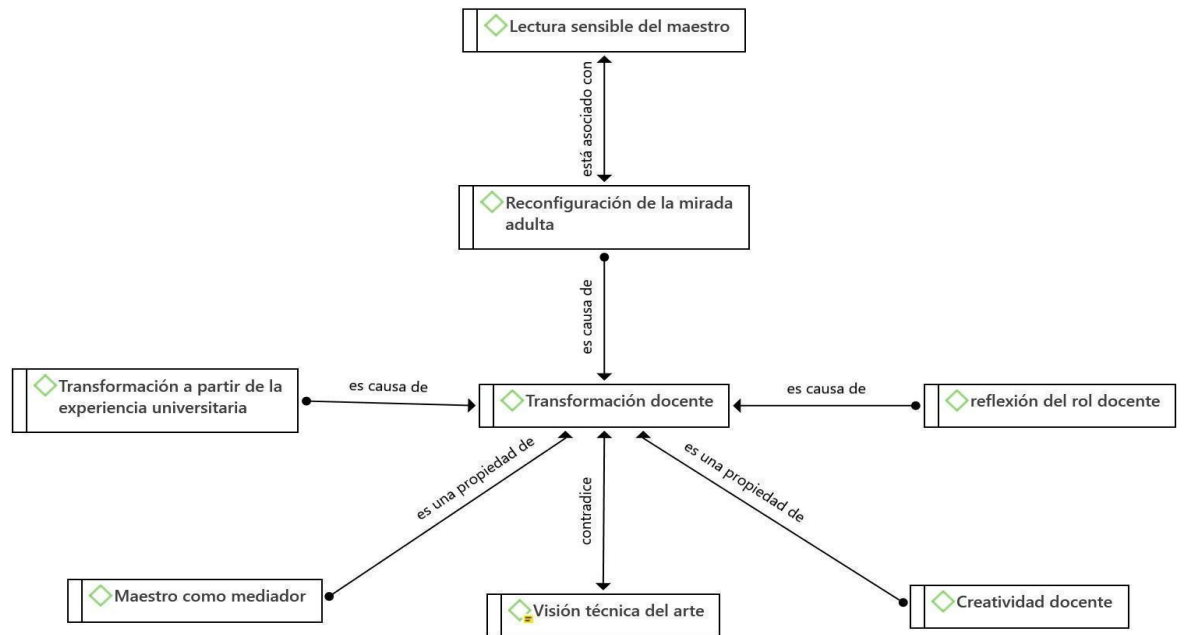 Lectura sensible del maestro
está asociado con
Reconfiguración de la mirada
adulta
es causa de
Transformación a partir de la
experiencia universitaria
es causa de
Transformación docente
es causa de
reflexión del rol docente
es una propiedad de
contradice
es una propiedad de
Maestro como mediador
Visión técnica del arte
Creatividad docente